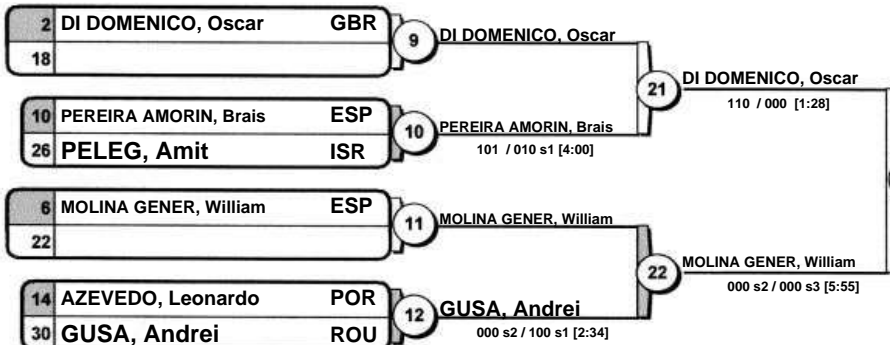 2 DI DOMENICO, Oscar GBR
18
9
DI DOMENICO, Oscar
10 PEREIRA AMORIN, Brais ESP
26 PELEG, Amit ISR
10
PEREIRA AMORIN, Brais
101 / 010 s1 [4:00]
21
DI DOMENICO, Oscar
110 / 000 [1:28]
6 MOLINA GENER, William ESP
22
11
MOLINA GENER, William
14 AZEVEDO, Leonardo POR
30 GUSA, Andrei ROU
12
GUSA, Andrei
000 s2 / 100 s1 [2:34]
22
MOLINA GENER, William
000 s2 / 000 s3 [5:55]